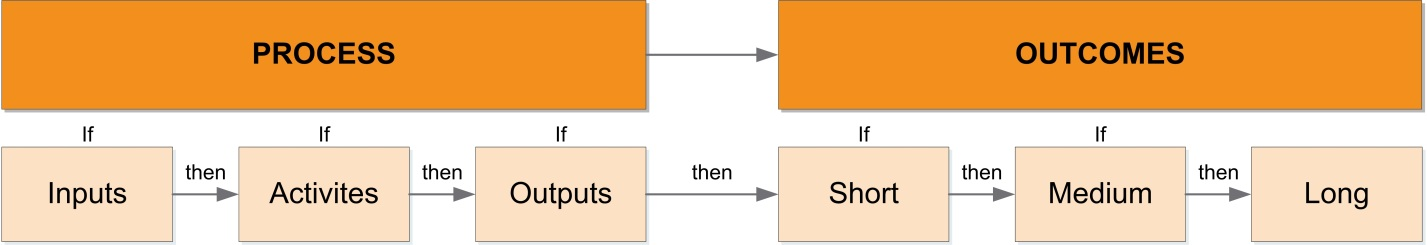 PROCESS
OUTCOMES
If
If
If
If
If
Inputs
then
Activites
then
Outputs
then
Short
then
Medium
then
Long